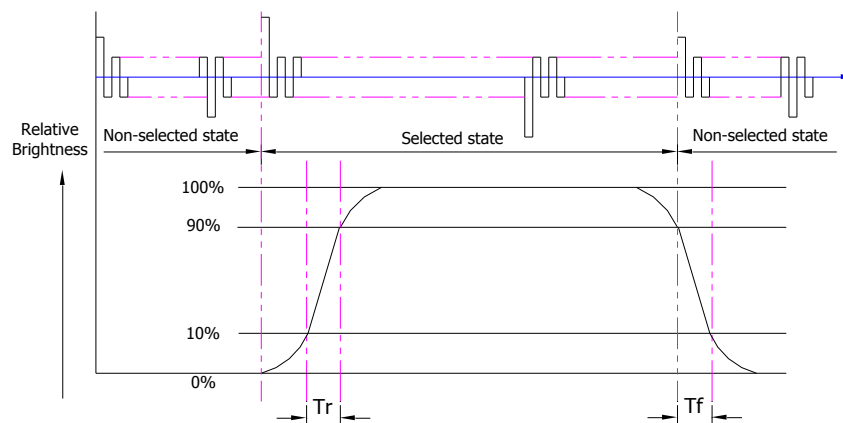 Relative
Brightness
Non-selected state
Selected state
Non-selected state
100%
90%
10%
0%
Tr
Tf